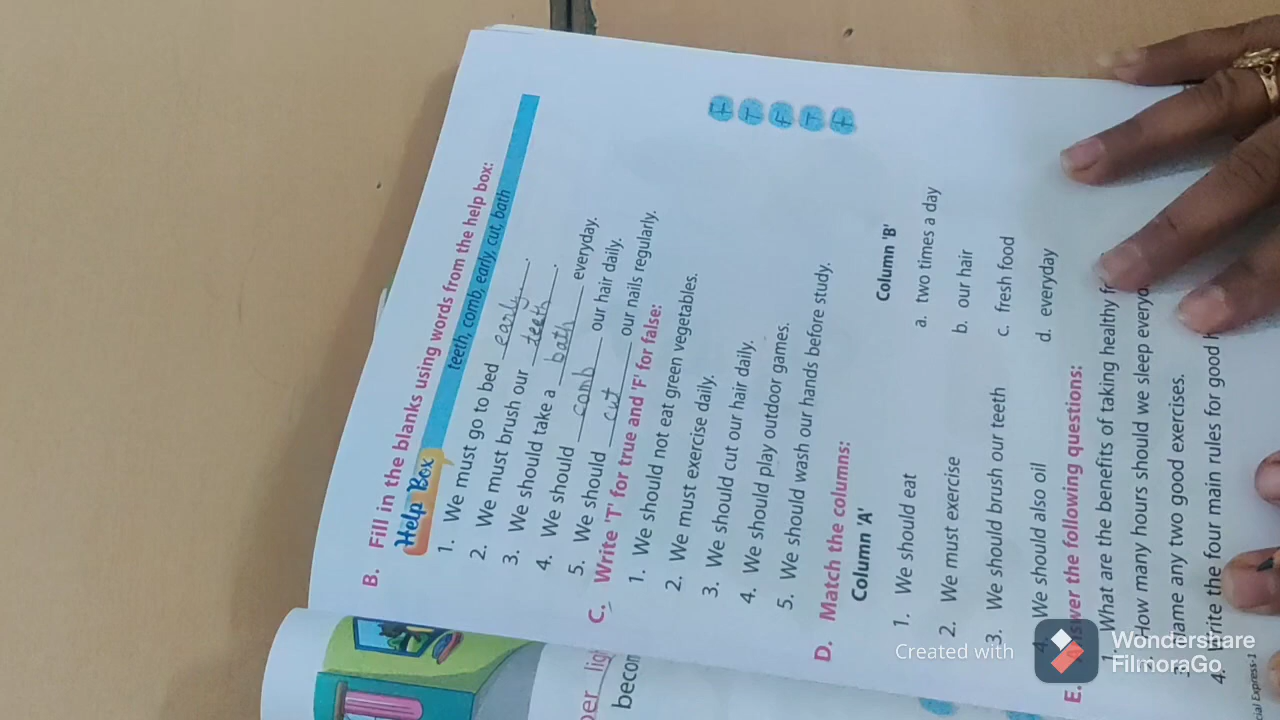 B. Fill in the blanks using words from the help box:
Help Box
teeth, comb, early, cut, bath
1. We must go to bed early.
2. We must brush our teeth.
3. We should take a bath everyday.
4. We should comb our hair daily.
5. We should cut our nails regularly.
C. Write 'T' for true and 'F' for false:
1. We should not eat green vegetables. F
2. We must exercise daily. T
3. We should cut our hair daily. F
4. We should play outdoor games. T
5. We should wash our hands before study. F
D. Match the columns:
Column 'A' Column 'B'
1. We should eat a. two times a day
2. We must exercise b. our hair
3. We should brush our teeth c. fresh food
4. We should also oil d. everyday
E. Answer the following questions:
1. What are the benefits of taking healthy
How many hours should we sleep
Name any two good exercises.
4. Write the four main rules for good
ial Express-1
per
becom
Created with
Wondershare
FilmoraGo